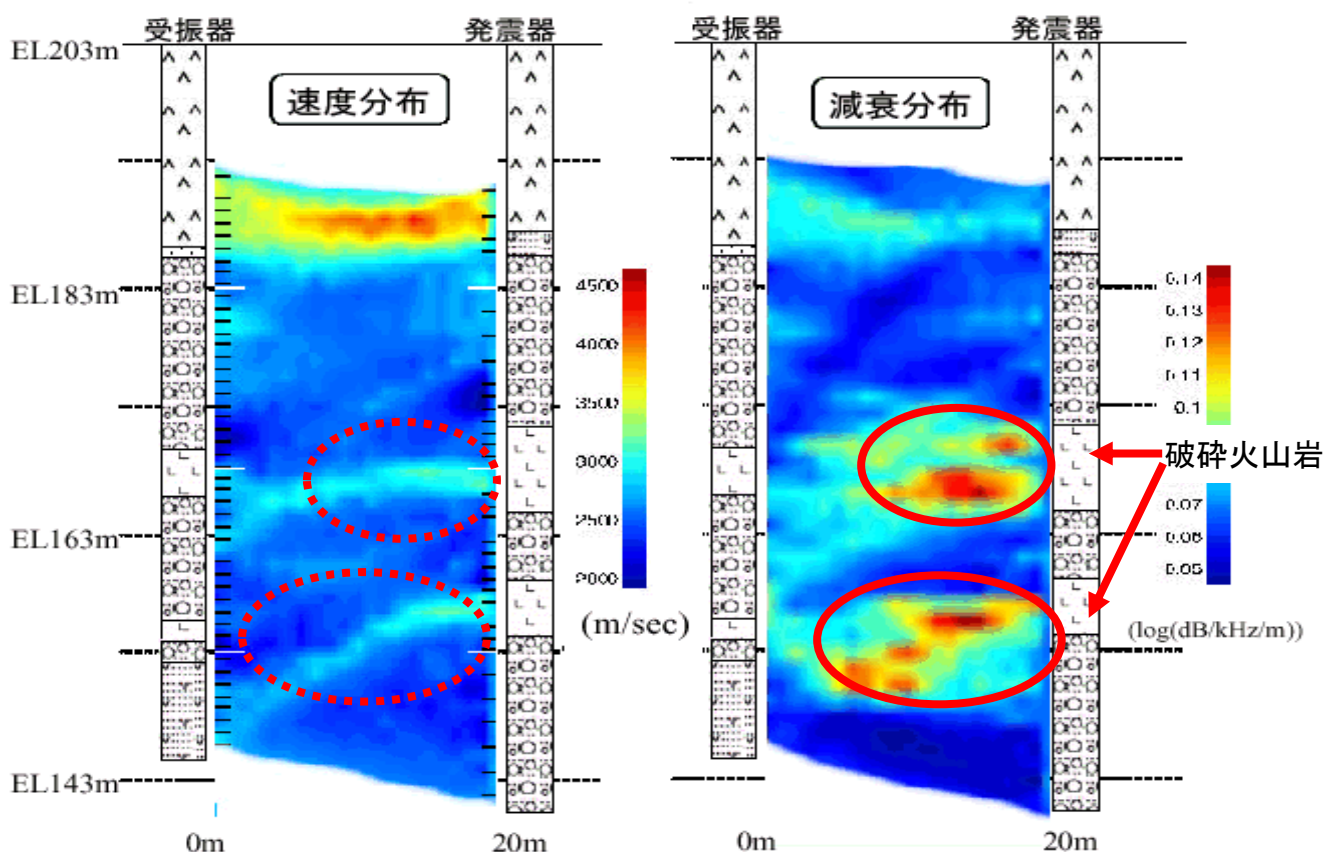 受振器
発震器
受振器
発震器
EL203m
速度分布
減衰分布
EL183m
4500
4000
3500
3000
2500
2000
(m/sec)
0.14
0.13
0.12
0.11
0.1
破砕火山岩
0.07
0.06
0.05
(log(dB/kHz/m))
EL163m
EL143m
0m
20m
0m
20m